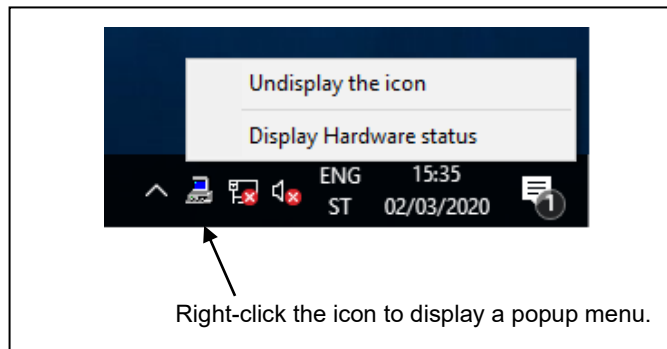 Undisplay the icon
Display Hardware status
ENG 15:35
ST 02/03/2020
1
Right-click the icon to display a popup menu.